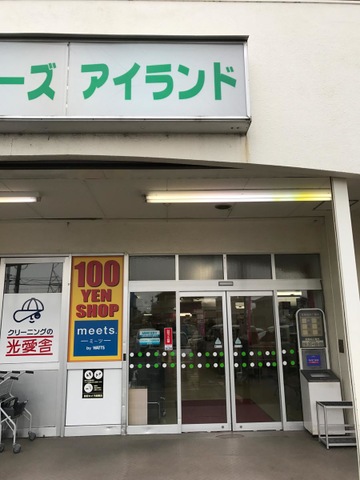 ーズ アイランド
100
YEN
SHOP
meets.
ーミーツー
by WATTS
クリーニングの
光愛舎